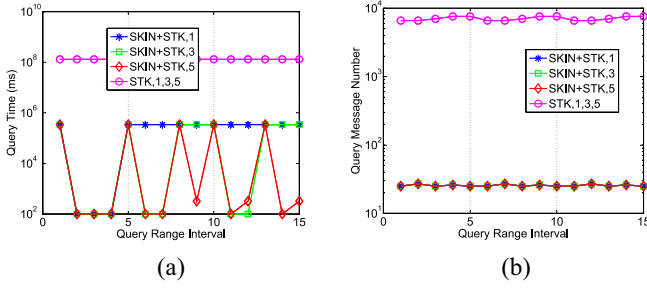 10^10
10^8
10^6
10^4
10^2
Query Time (ms)
SKIN+STK,1
SKIN+STK,3
SKIN+STK,5
STK,1,3,5
0 5 10 15
Query Range Interval
(a)
10^4
10^3
10^2
10^1
Query Message Number
SKIN+STK,1
SKIN+STK,3
SKIN+STK,5
STK,1,3,5
0 5 10 15
Query Range Interval
(b)